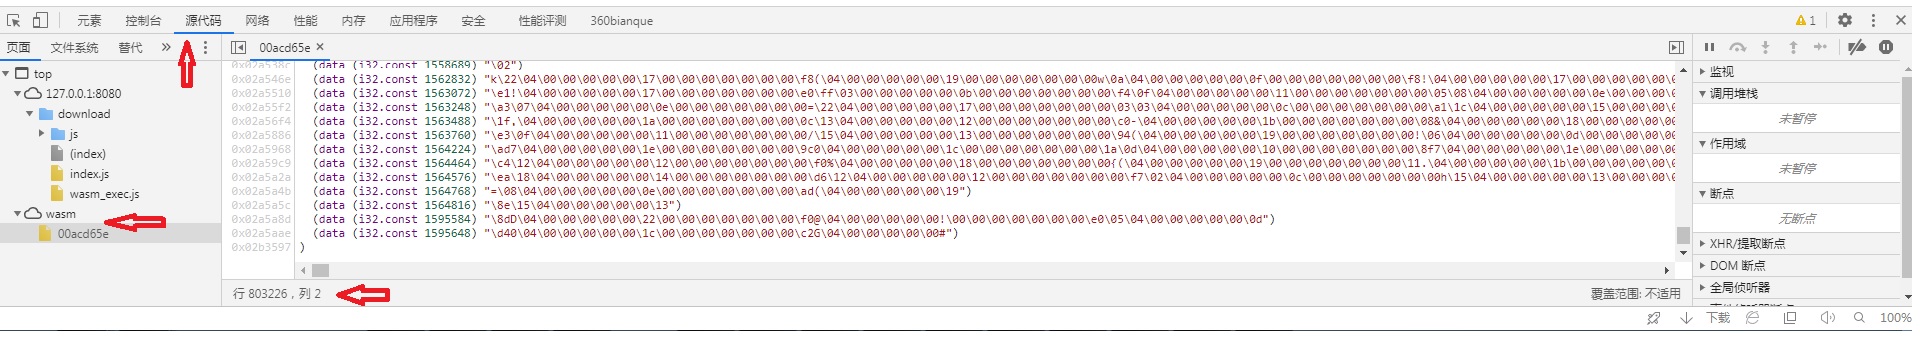 元素 控制台 源代码 网络 性能 内存 应用程序 安全 性能评测 360bianque 1
页面 文件系统 替代 » 00acd65e ×
top
127.0.0.1:8080
download
js
(index)
index.js
wasm_exec.js
wasm
00acd65e
0x02a538c (data (i32.const 1558689) "\02")
0x02a546e (data (i32.const 1562832) "k\22\04\00\00\00\00\00\17\00\00\00\00\00\00\00\f8(\04\00\00\00\00\00\19\00\00\00\00\00\00\00w\0a\04\00\00\00\00\00\0f\00\00\00\00\00\00\00\f8!\04\00\00\00\00\00\17\00\00\00\00\00\0
0x02a5510 (data (i32.const 1563072) "\e1!\04\00\00\00\00\00\17\00\00\00\00\00\00\00\e0\ff\03\00\00\00\00\00\0b\00\00\00\00\00\00\00\f4\0f\04\00\00\00\00\00\11\00\00\00\00\00\00\00\05\08\04\00\00\00\00\00\0e\00\00\00\0
0x02a55f2 (data (i32.const 1563248) "\a3\07\04\00\00\00\00\00\0e\00\00\00\00\00\00\00=\22\04\00\00\00\00\00\17\00\00\00\00\00\00\00\03\03\04\00\00\00\00\00\0c\00\00\00\00\00\00\00\a1\1c\04\00\00\00\00\00\15\00\00\00\0
0x02a56f4 (data (i32.const 1563488) "\1f,\04\00\00\00\00\00\1a\00\00\00\00\00\00\00\0c\13\04\00\00\00\00\00\12\00\00\00\00\00\00\00\c0-\04\00\00\00\00\00\1b\00\00\00\00\00\00\00\08&\04\00\00\00\00\00\18\00\00\00\0
0x02a5886 (data (i32.const 1563760) "\e3\0f\04\00\00\00\00\00\11\00\00\00\00\00\00\00/\15\04\00\00\00\00\00\13\00\00\00\00\00\00\00\94(\04\00\00\00\00\00\19\00\00\00\00\00\00\00!\06\04\00\00\00\00\00\0d\00\00\00\0
0x02a5968 (data (i32.const 1564224) "\ad7\04\00\00\00\00\00\1e\00\00\00\00\00\00\00\9c0\04\00\00\00\00\00\1c\00\00\00\00\00\00\00\1a\0d\04\00\00\00\00\00\10\00\00\00\00\00\00\00\8f7\04\00\00\00\00\00\1e\00\00\00\0
0x02a59c9 (data (i32.const 1564464) "\c4\12\04\00\00\00\00\00\12\00\00\00\00\00\00\00\f0%\04\00\00\00\00\00\18\00\00\00\00\00\00\00{(\04\00\00\00\00\00\19\00\00\00\00\00\00\00\11.\04\00\00\00\00\00\1b\00\00\00\0
0x02a5a2a (data (i32.const 1564576) "\ea\18\04\00\00\00\00\00\14\00\00\00\00\00\00\00\d6\12\04\00\00\00\00\00\12\00\00\00\00\00\00\00\f7\02\04\00\00\00\00\00\0c\00\00\00\00\00\00\00h\15\04\00\00\00\00\00\13\00\00\00\0
0x02a5a4b (data (i32.const 1564768) "=\08\04\00\00\00\00\00\0e\00\00\00\00\00\00\00\ad(\04\00\00\00\00\00\19")
0x02a5a5c (data (i32.const 1564816) "\8e\15\04\00\00\00\00\00\13")
0x02a5a8d (data (i32.const 1595584) "\8dD\04\00\00\00\00\00\22\00\00\00\00\00\00\00\f0@\04\00\00\00\00\00!\00\00\00\00\00\00\00\e0\05\04\00\00\00\00\00\0d")
0x02a5aae (data (i32.const 1595648) "\d40\04\00\00\00\00\00\1c\00\00\00\00\00\00\00\c2G\04\00\00\00\00\00#")
0x02b3597 )
行 803226，列 2 覆盖范围: 不适用
监视
调用堆栈
未暂停
作用域
未暂停
断点
无断点
XHR/提取断点
DOM 断点
全局侦听器
下载 100%